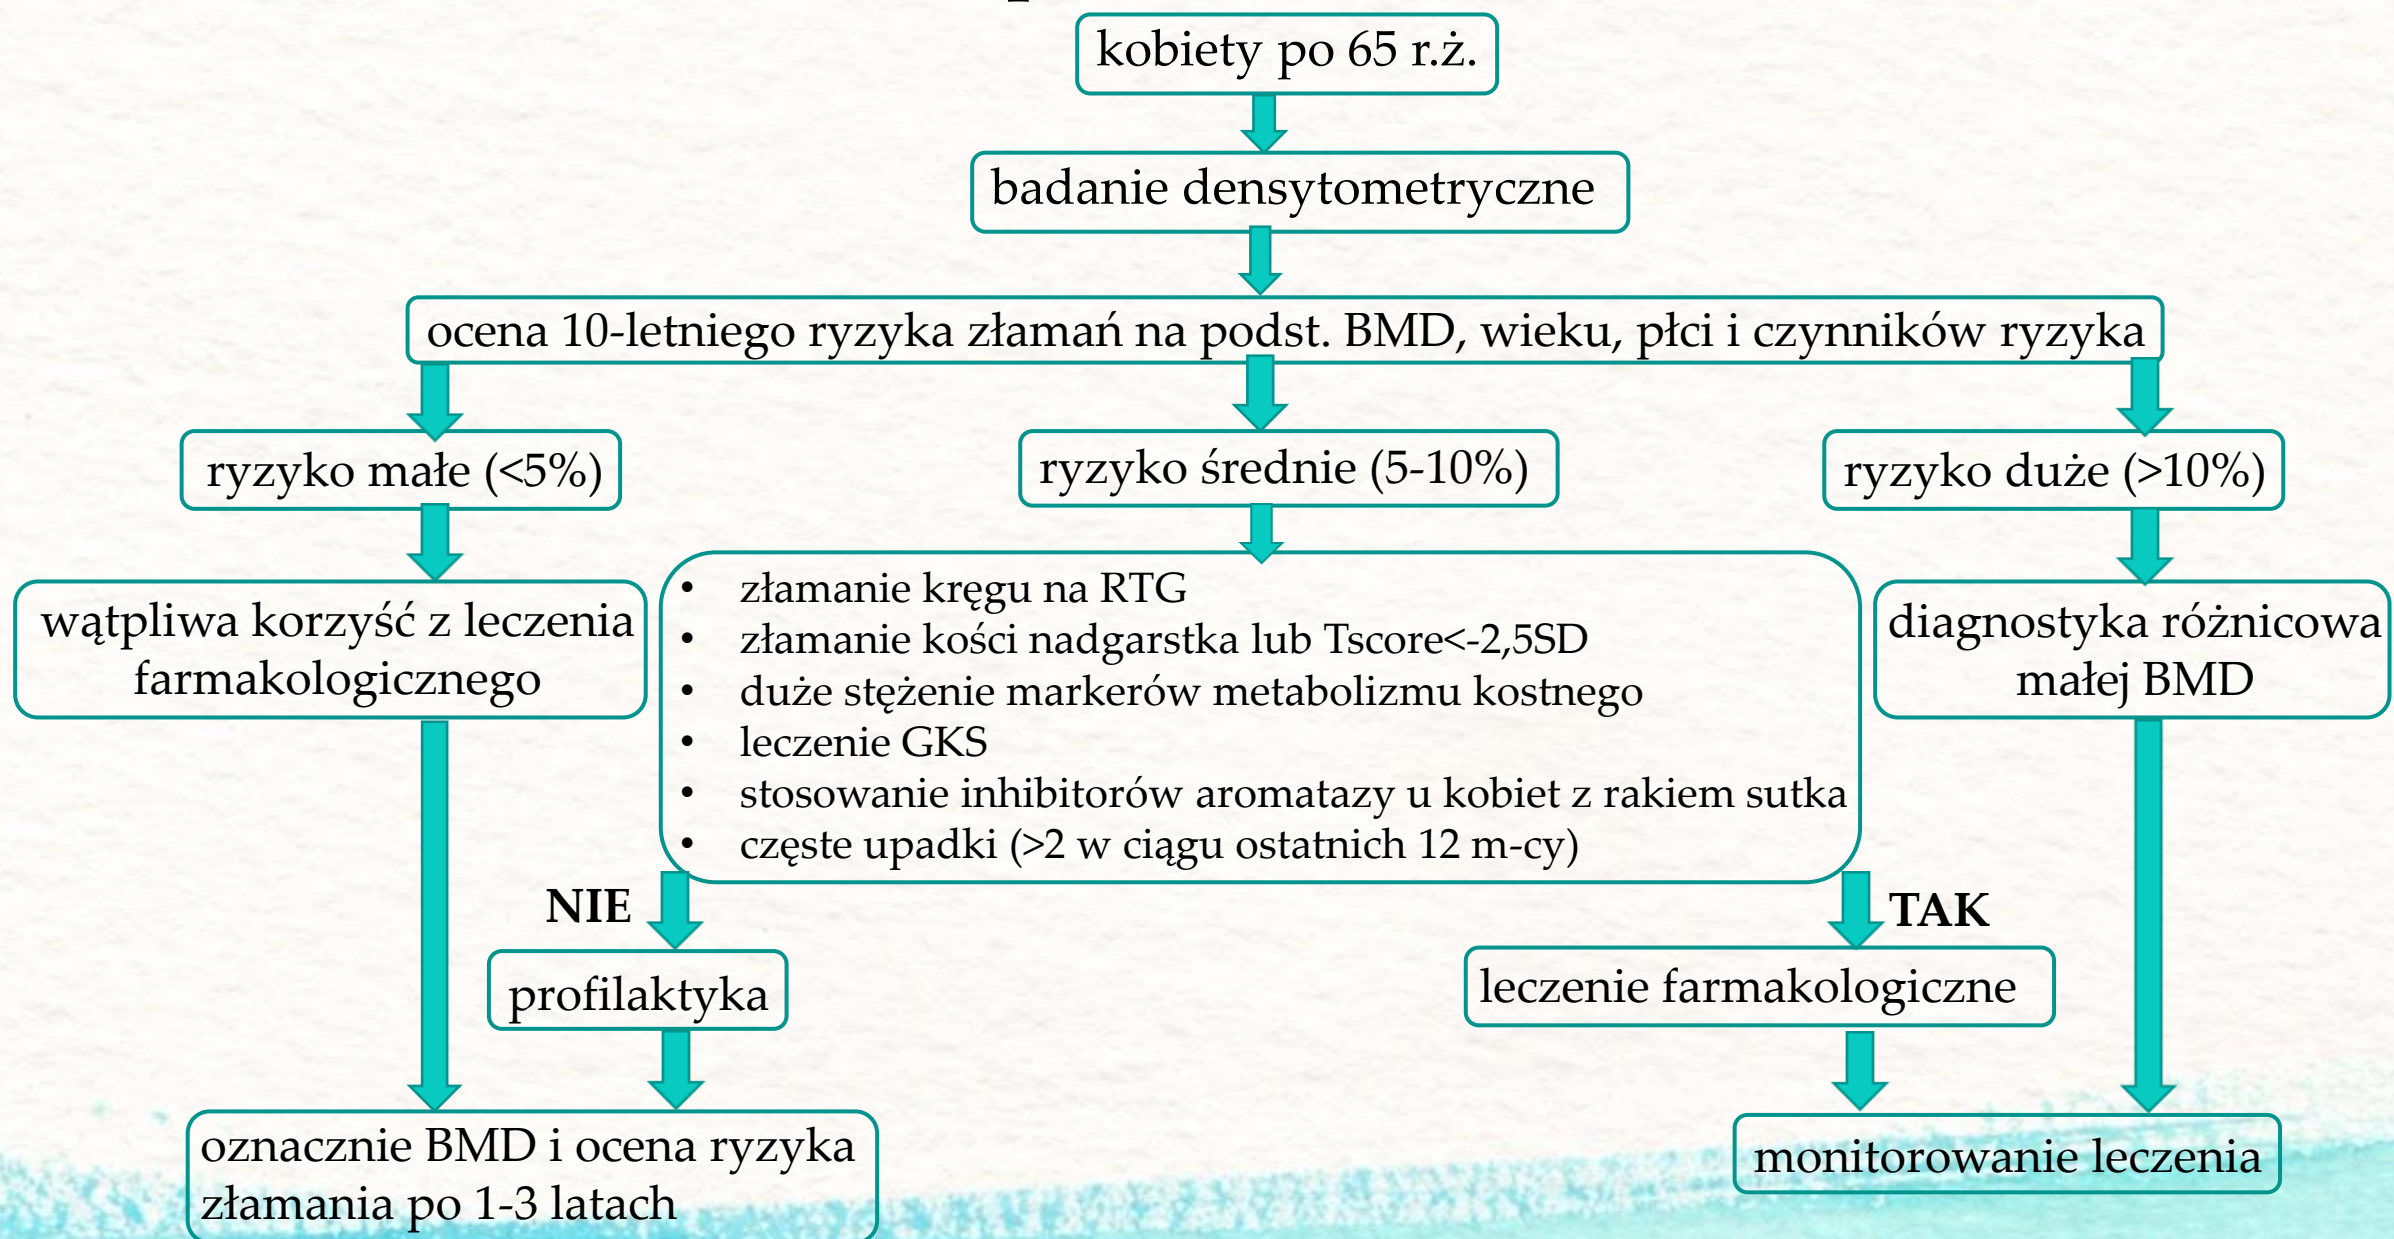 kobiety po 65 r.ż.
badanie densytometryczne
ocena 10-letniego ryzyka złamań na podst. BMD, wieku, płci i czynników ryzyka
ryzyko małe (<5%)
ryzyko średnie (5-10%)
ryzyko duże (>10%)
wątpliwa korzyść z leczenia
farmakologicznego
• złamanie kręgu na RTG
• złamanie kości nadgarstka lub Tscore<-2,5SD
• duże stężenie markerów metabolizmu kostnego
• leczenie GKS
• stosowanie inhibitorów aromatazy u kobiet z rakiem sutka
• częste upadki (>2 w ciągu ostatnich 12 m-cy)
diagnostyka różnicowa
małej BMD
NIE
TAK
profilaktyka
leczenie farmakologiczne
oznacznie BMD i ocena ryzyka
złamania po 1-3 latach
monitorowanie leczenia